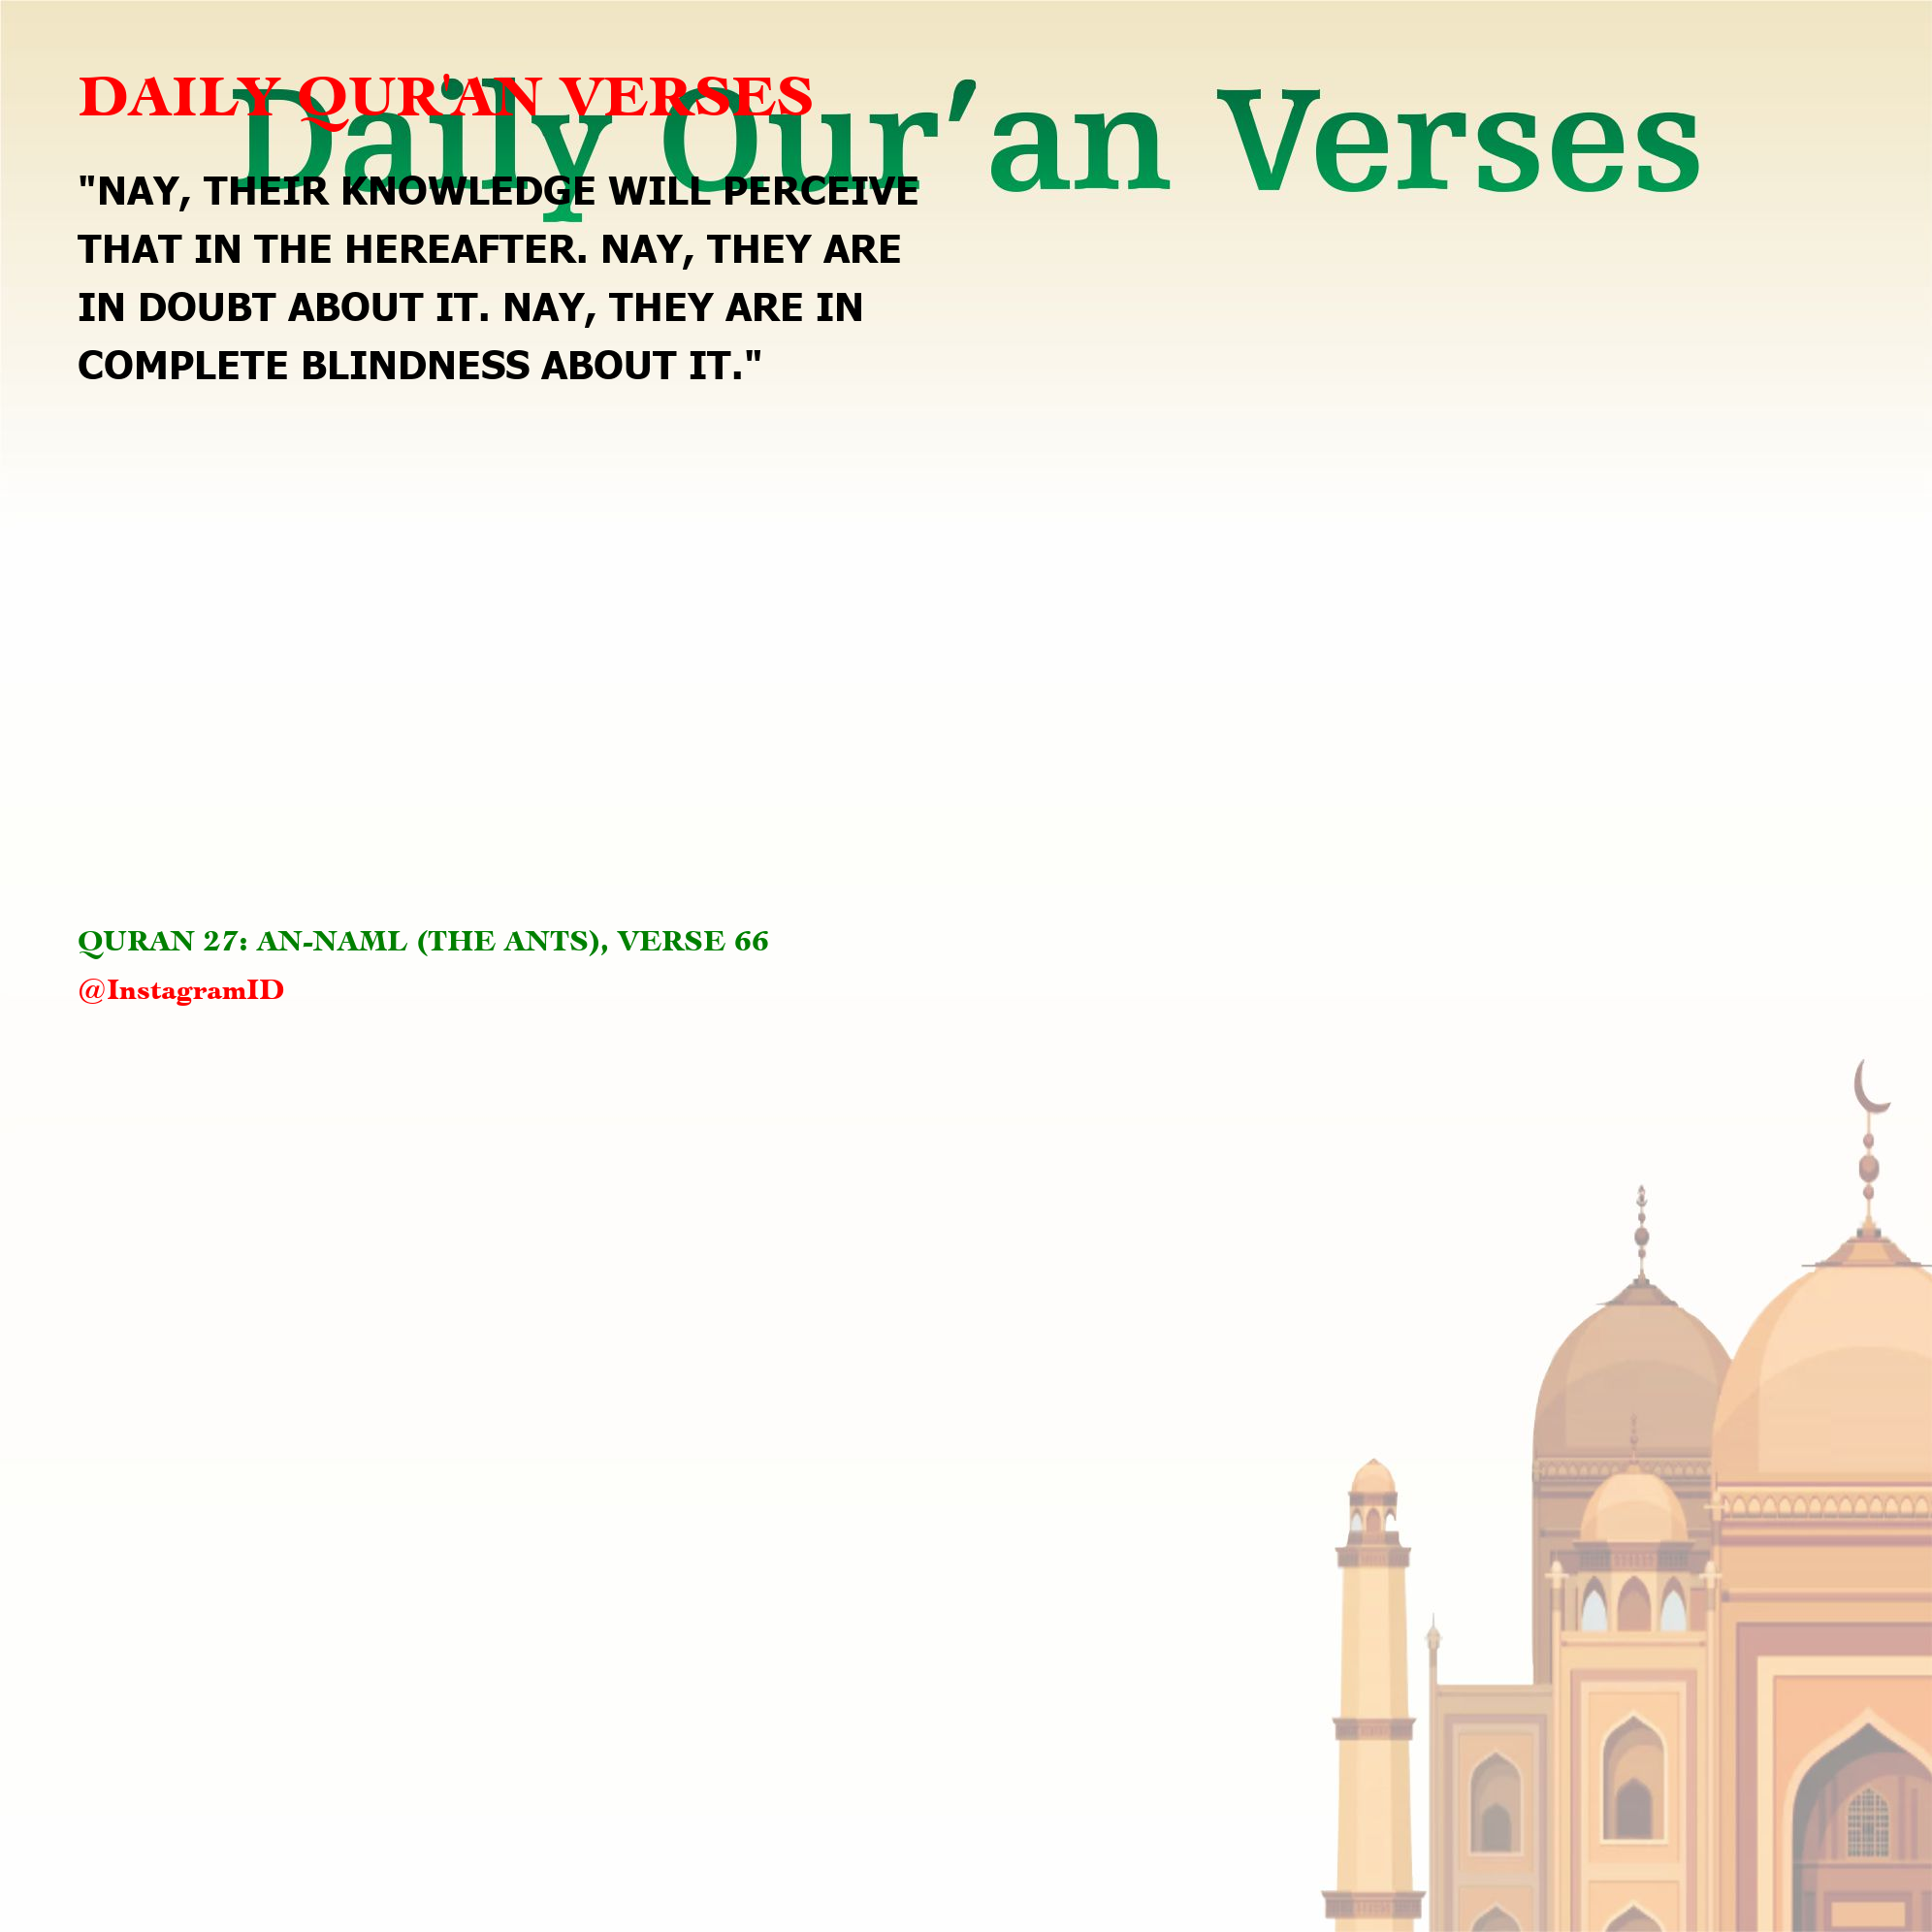 DAILY QUR'AN VERSES
Daily Qur’an Verses
"NAY, THEIR KNOWLEDGE WILL PERCEIVE
THAT IN THE HEREAFTER. NAY, THEY ARE
IN DOUBT ABOUT IT. NAY, THEY ARE IN
COMPLETE BLINDNESS ABOUT IT."
QURAN 27: AN-NAML (THE ANTS), VERSE 66
@InstagramID